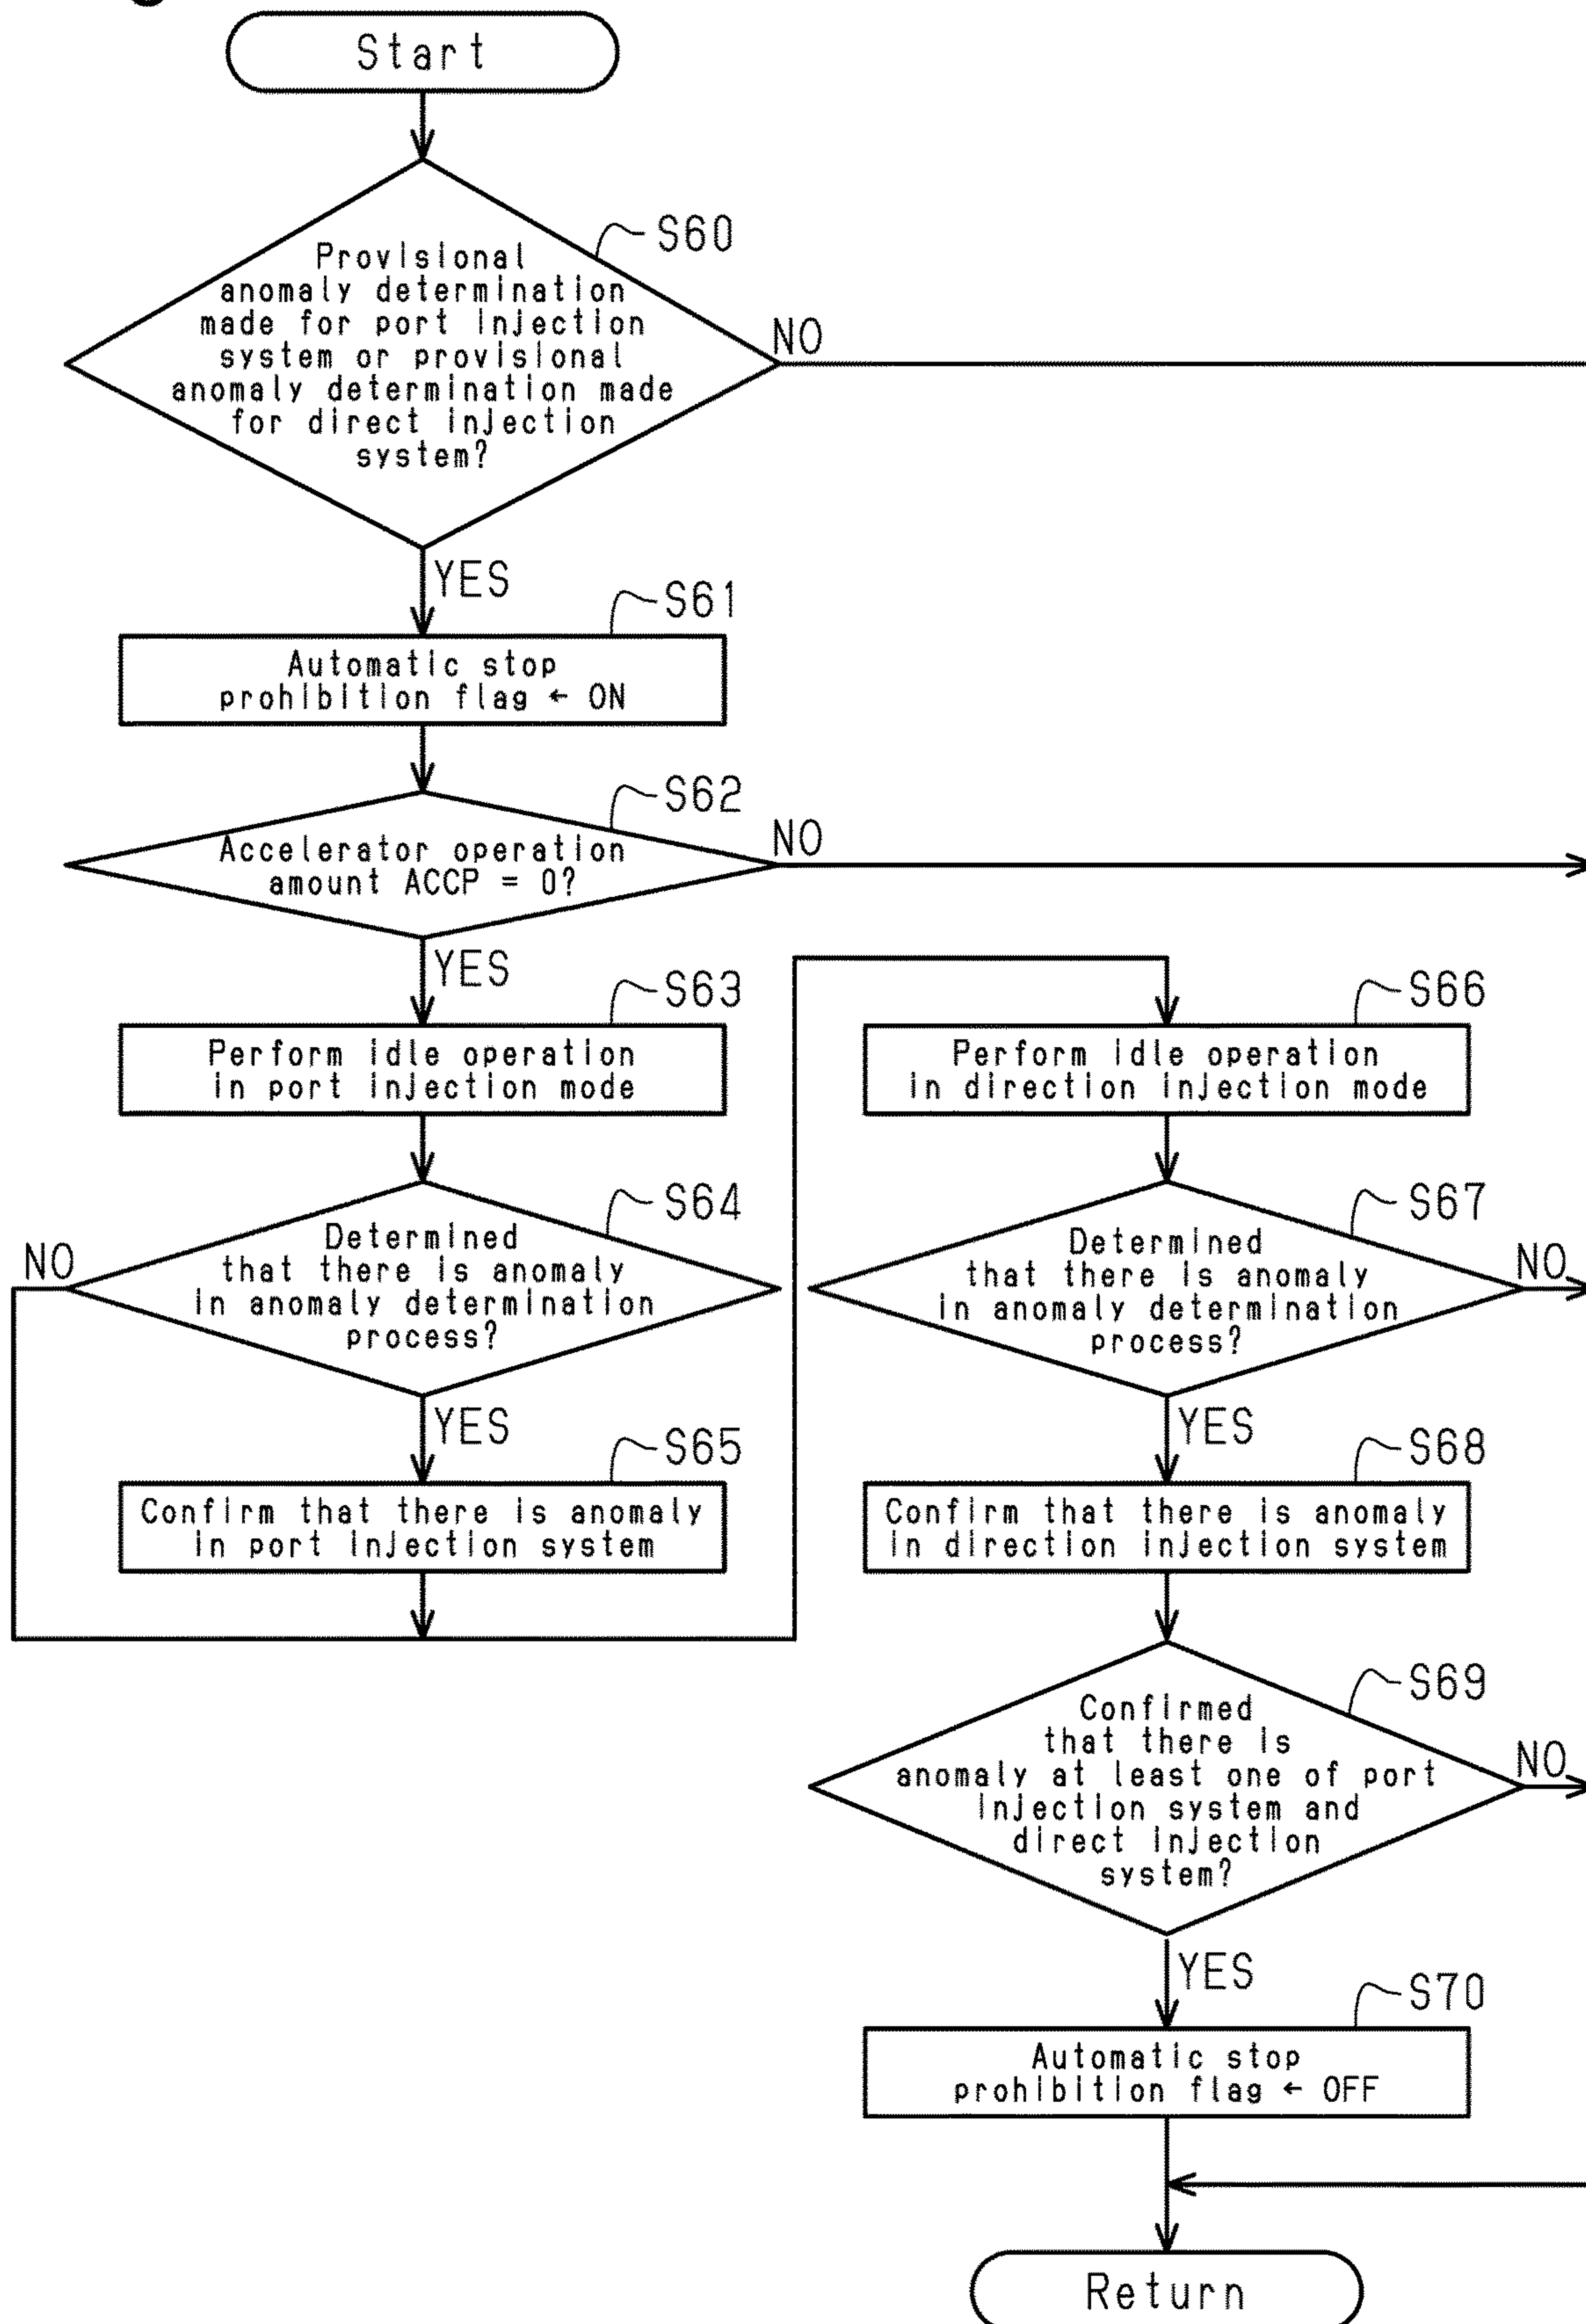 Start
S60
Provisional
anomaly determination
made for port injection
system or provisional
anomaly determination made
for direct injection
system?
NO
YES
S61
Automatic stop
prohibition flag ← ON
S62
Accelerator operation
amount ACCP = 0?
NO
YES
S63
Perform idle operation
in port injection mode
S64
Determined
that there is anomaly
in anomaly determination
process?
NO
YES
S65
Confirm that there is anomaly
in port injection system
S66
Perform idle operation
in direction injection mode
S67
Determined
that there is anomaly
in anomaly determination
process?
NO
YES
S68
Confirm that there is anomaly
in direction injection system
S69
Confirmed
that there is
anomaly at least one of port
injection system and
direct injection
system?
NO
YES
S70
Automatic stop
prohibition flag ← OFF
Return